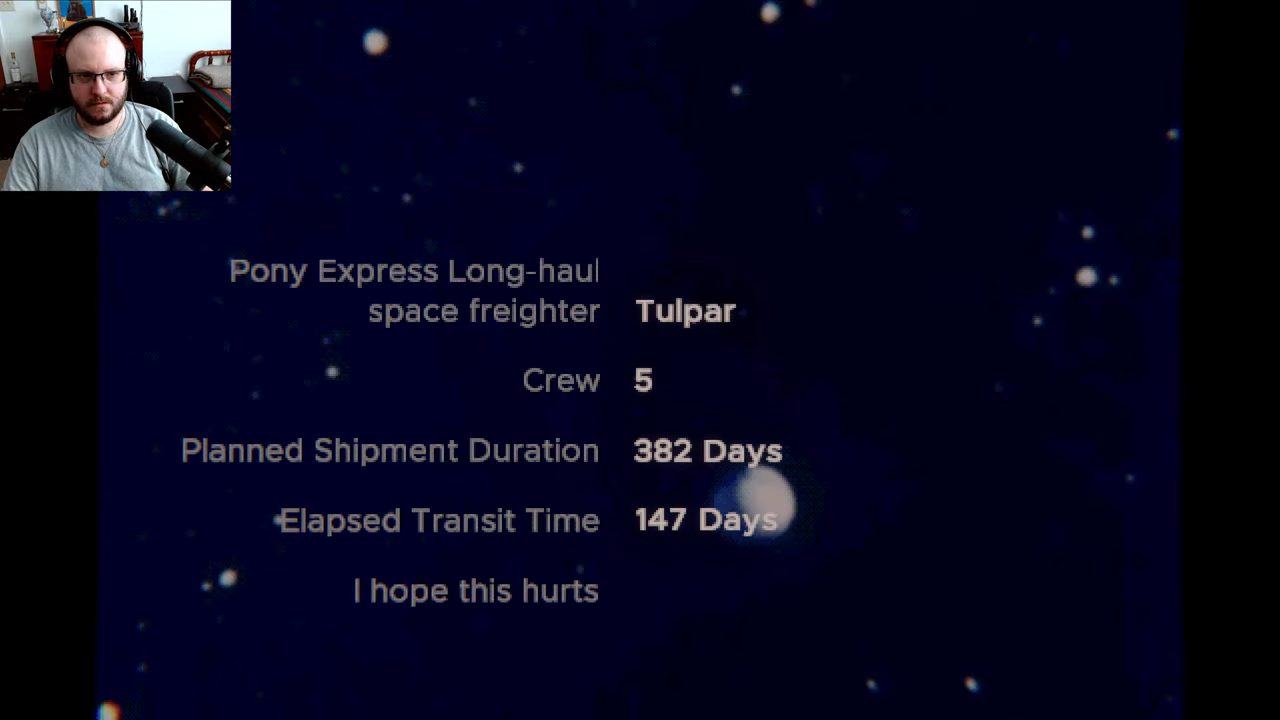 Pony Express Long-haul
space freighter Tulpar
Crew 5
Planned Shipment Duration 382 Days
Elapsed Transit Time 147 Days
I hope this hurts